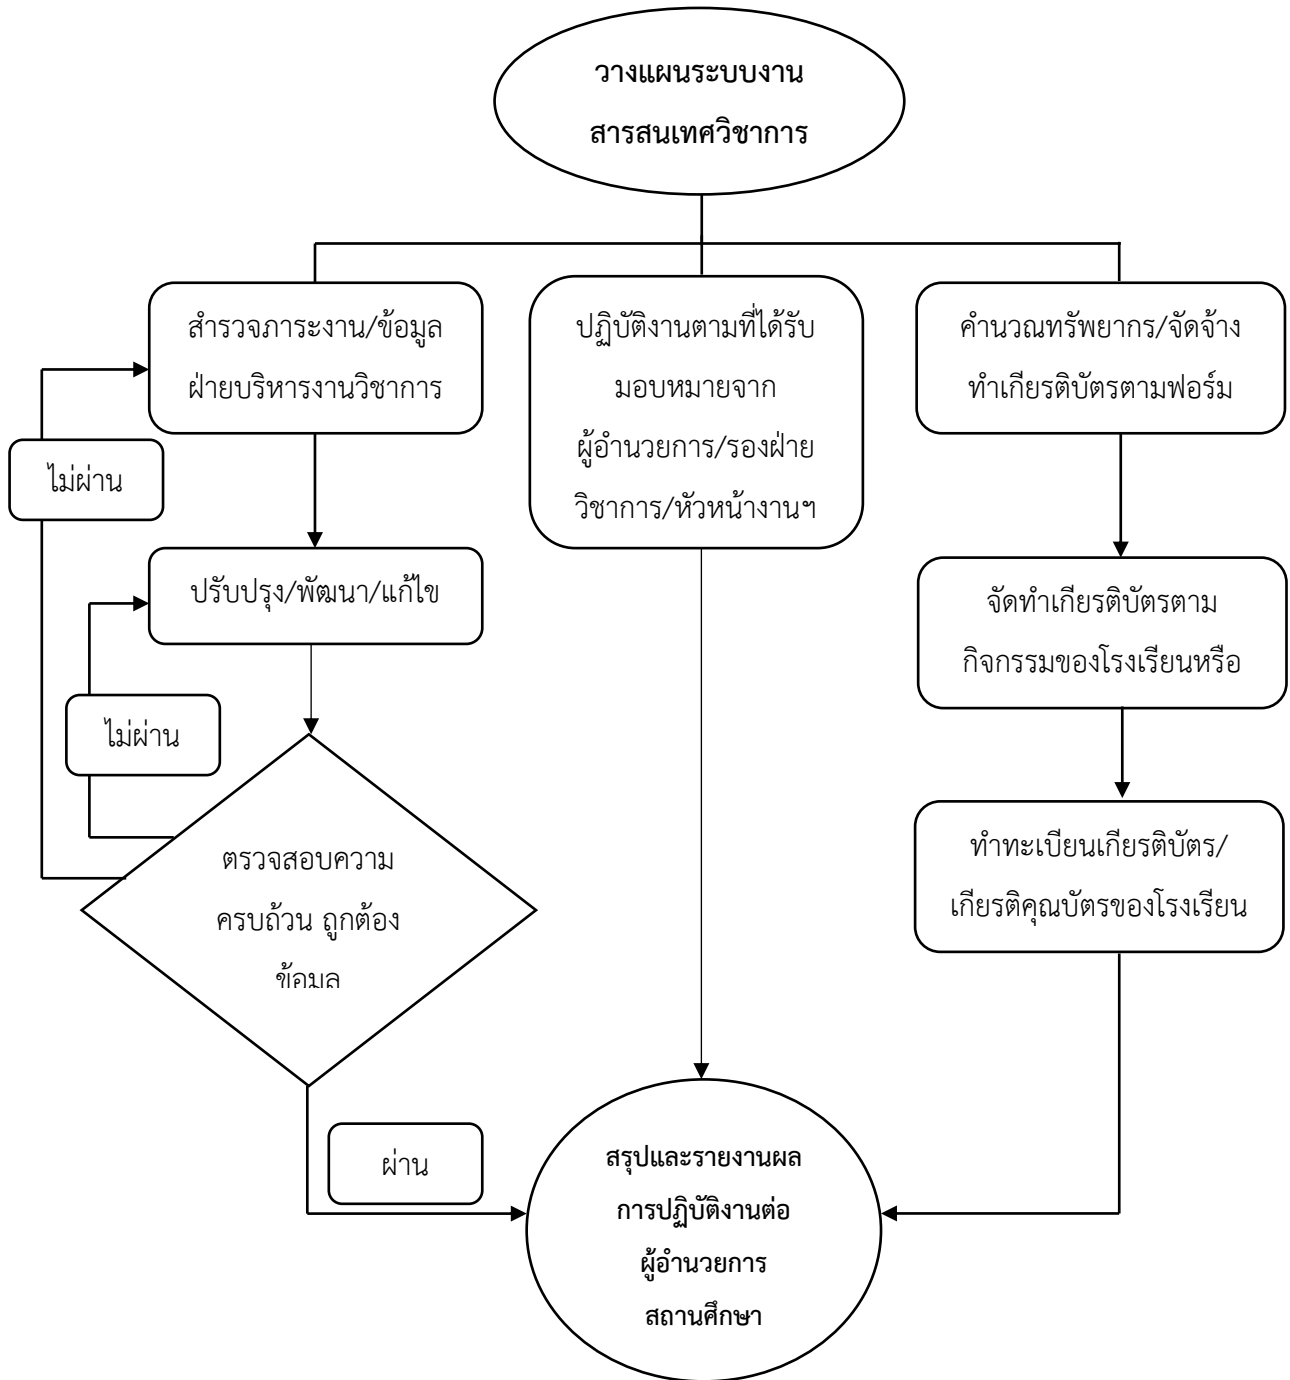 วางแผนระบบงาน
สารสนเทศวิชาการ
สำรวจภาระงาน/ข้อมูล
ฝ่ายบริหารงานวิชาการ
ปฏิบัติงานตามที่ได้รับ
มอบหมายจาก
ผู้อำนวยการ/รองฝ่าย
วิชาการ/หัวหน้างานฯ
คำนวณทรัพยากร/จัดจ้าง
ทำเกียรติบัตรตามฟอร์ม
ไม่ผ่าน
ปรับปรุง/พัฒนา/แก้ไข
จัดทำเกียรติบัตรตาม
กิจกรรมของโรงเรียนหรือ
ไม่ผ่าน
ตรวจสอบความ
ครบถ้วน ถูกต้อง
ข้อมูล
ทำทะเบียนเกียรติบัตร/
เกียรติคุณบัตรของโรงเรียน
ผ่าน
สรุปและรายงานผล
การปฏิบัติงานต่อ
ผู้อำนวยการ
สถานศึกษา